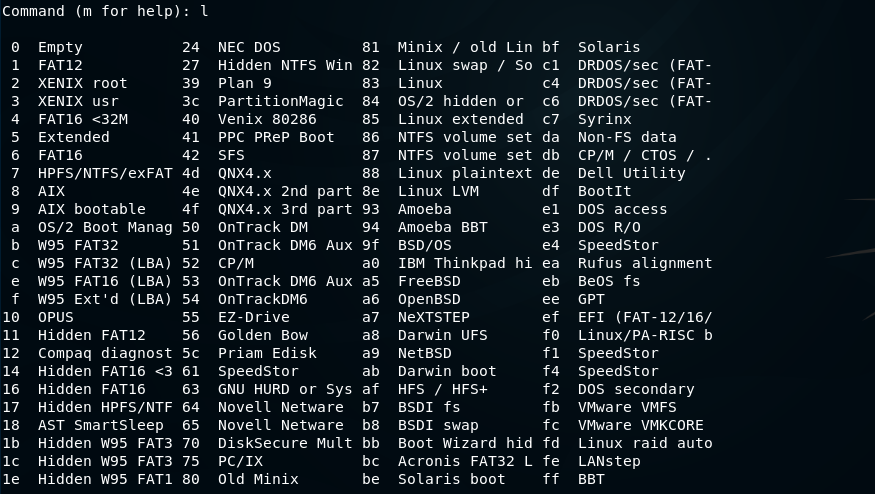 Command (m for help): l
0 Empty 24 NEC DOS 81 Minix / old Lin bf Solaris
1 FAT12 27 Hidden NTFS Win 82 Linux swap / So c1 DRDOS/sec (FAT-
2 XENIX root 39 Plan 9 83 Linux c4 DRDOS/sec (FAT-
3 XENIX usr 3c PartitionMagic 84 OS/2 hidden or c6 DRDOS/sec (FAT-
4 FAT16 <32M 40 Venix 80286 85 Linux extended c7 Syrinx
5 Extended 41 PPC PReP Boot 86 NTFS volume set da Non-FS data
6 FAT16 42 SFS 87 NTFS volume set db CP/M / CTOS / .
7 HPFS/NTFS/exFAT 4d QNX4.x 88 Linux plaintext de Dell Utility
8 AIX 4e QNX4.x 2nd part 8e Linux LVM df BootIt
9 AIX bootable 4f QNX4.x 3rd part 93 Amoeba e1 DOS access
a OS/2 Boot Manag 50 OnTrack DM 94 Amoeba BBT e3 DOS R/O
b W95 FAT32 51 OnTrack DM6 Aux 9f BSD/OS e4 SpeedStor
c W95 FAT32 (LBA) 52 CP/M a0 IBM Thinkpad hi ea Rufus alignment
e W95 FAT16 (LBA) 53 OnTrack DM6 Aux a5 FreeBSD eb BeOS fs
f W95 Ext'd (LBA) 54 OnTrackDM6 a6 OpenBSD ee GPT
10 OPUS 55 EZ-Drive a7 NeXTSTEP ef EFI (FAT-12/16/
11 Hidden FAT12 56 Golden Bow a8 Darwin UFS f0 Linux/PA-RISC b
12 Compaq diagnost 5c Priam Edisk a9 NetBSD f1 SpeedStor
14 Hidden FAT16 <3 61 SpeedStor ab Darwin boot f4 SpeedStor
16 Hidden FAT16 63 GNU HURD or Sys af HFS / HFS+ f2 DOS secondary
17 Hidden HPFS/NTF 64 Novell Netware b7 BSDI fs fb VMware VMFS
18 AST SmartSleep 65 Novell Netware b8 BSDI swap fc VMware VMKCORE
1b Hidden W95 FAT3 70 DiskSecure Mult bb Boot Wizard hid fd Linux raid auto
1c Hidden W95 FAT3 75 PC/IX bc Acronis FAT32 L fe LANstep
1e Hidden W95 FAT1 80 Old Minix be Solaris boot ff BBT